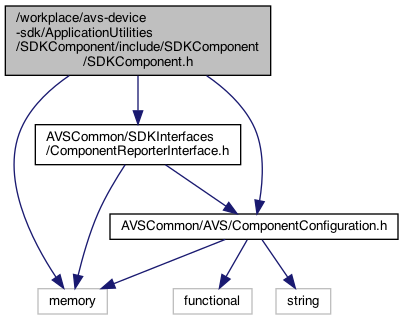 /workplace/avs-device
-sdk/ApplicationUtilities
/SDKComponent/include/SDKComponent
/SDKComponent.h
AVSCommon/SDKInterfaces
/ComponentReporterInterface.h
AVSCommon/AVS/ComponentConfiguration.h
memory
functional
string